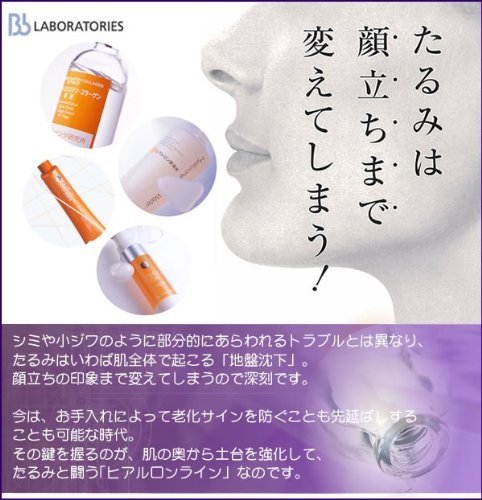 Bb LABORATORIES
たるみは
顔立ちまで
変えてしまう！
Hyaluronic
Water
シミや小ジワのように部分的にあらわれるトラブルとは異なり、
たるみはいわば肌全体で起こる「地盤沈下」。
顔立ちの印象まで変えてしまうので深刻です。
今は、お手入れによって老化サインを防ぐことも先延ばしする
ことも可能な時代。
その鍵を握るのが、肌の奥から土台を強化して、
たるみと闘う「ヒアルロンライン」なのです。